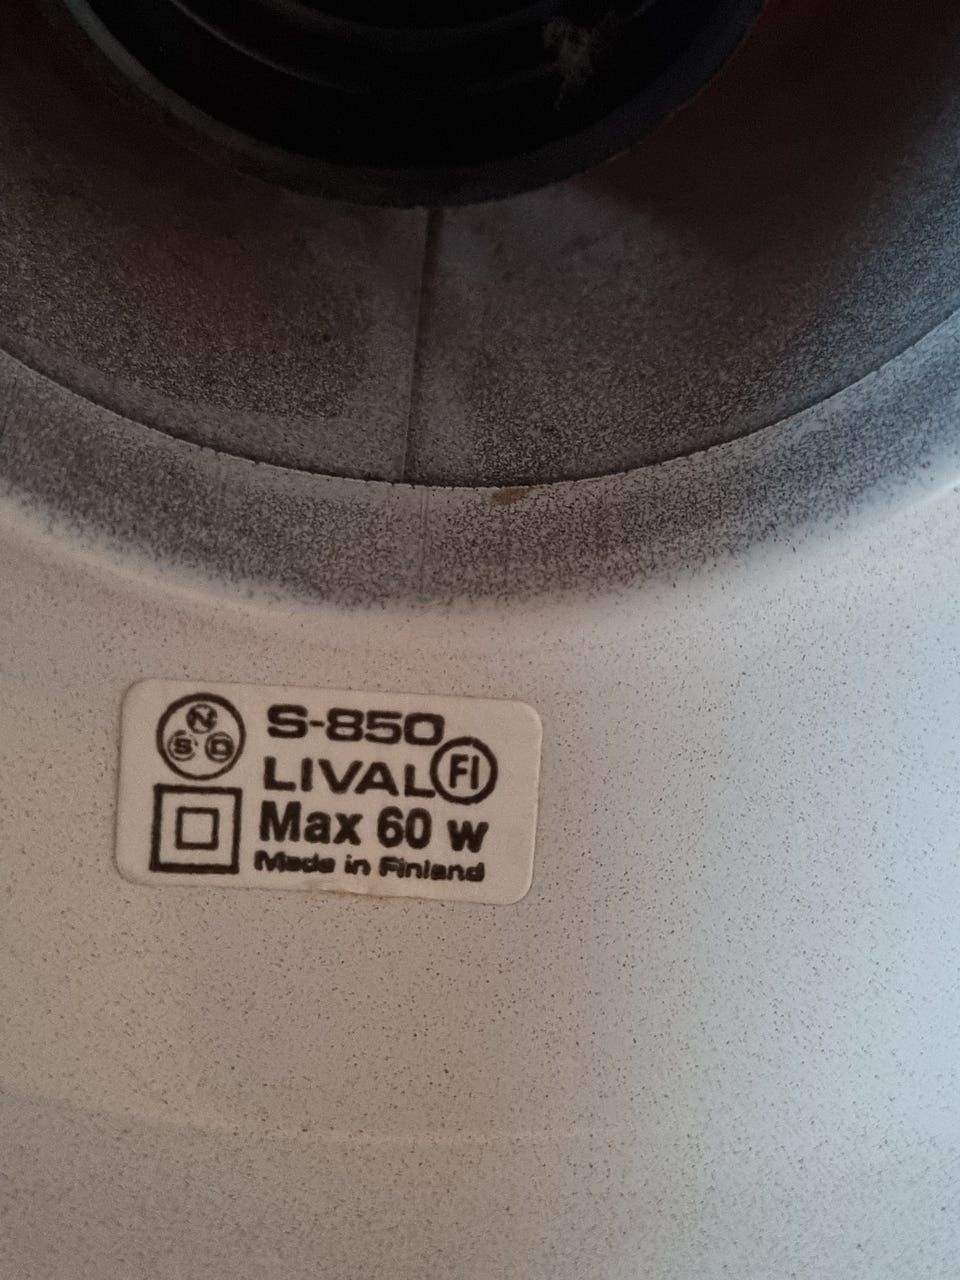 N
S D
S-850
LIVAL FI
Max 60 W
Made in Finland